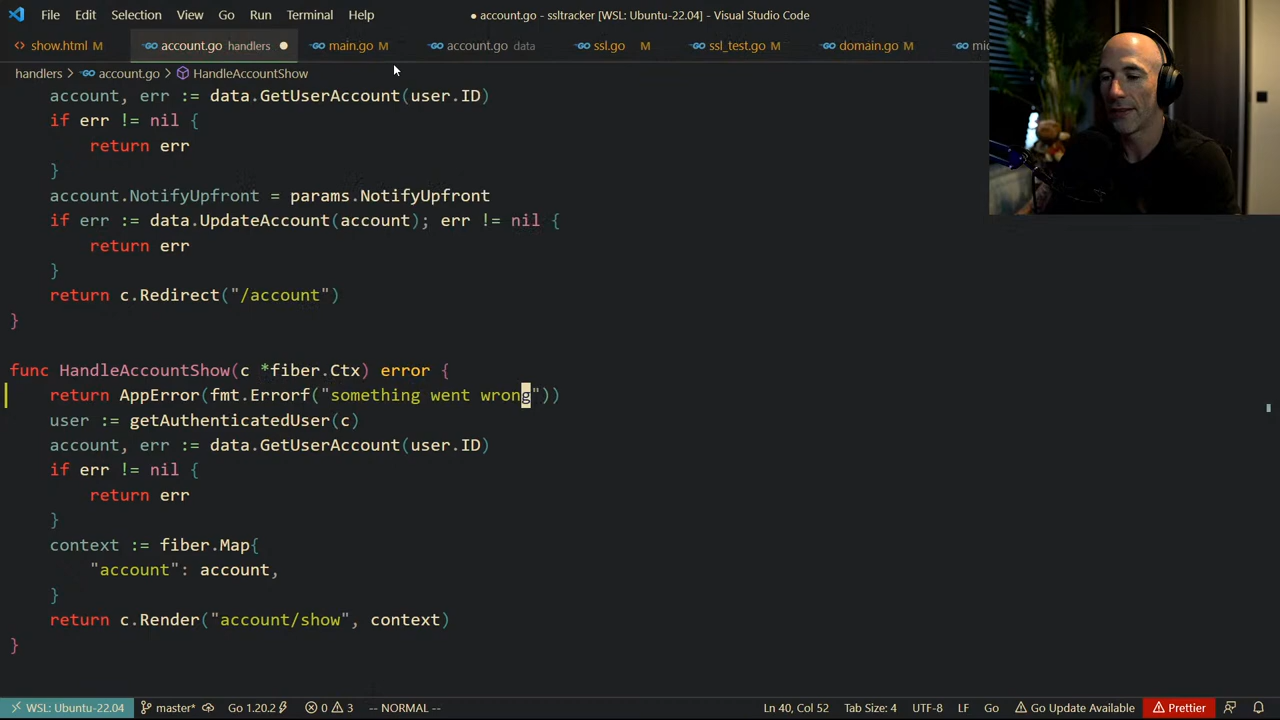 File Edit Selection View Go Run Terminal Help
● account.go - ssltracker [WSL: Ubuntu-22.04] - Visual Studio Code
<> show.html M
account.go handlers ●
main.go M
account.go data
ssl.go M
ssl_test.go M
domain.go M
handlers > account.go > HandleAccountShow
account, err := data.GetUserAccount(user.ID)
if err != nil {
return err
}
account.NotifyUpfront = params.NotifyUpfront
if err := data.UpdateAccount(account); err != nil {
return err
}
return c.Redirect("/account")
}
func HandleAccountShow(c *fiber.Ctx) error {
return AppError(fmt.Errorf("something went wrong"))
user := getAuthenticatedUser(c)
account, err := data.GetUserAccount(user.ID)
if err != nil {
return err
}
context := fiber.Map{
"account": account,
}
return c.Render("account/show", context)
}
WSL: Ubuntu-22.04 master* Go 1.20.2 0 3 -- NORMAL -- Ln 40, Col 52 Tab Size: 4 UTF-8 LF Go Go Update Available Prettier